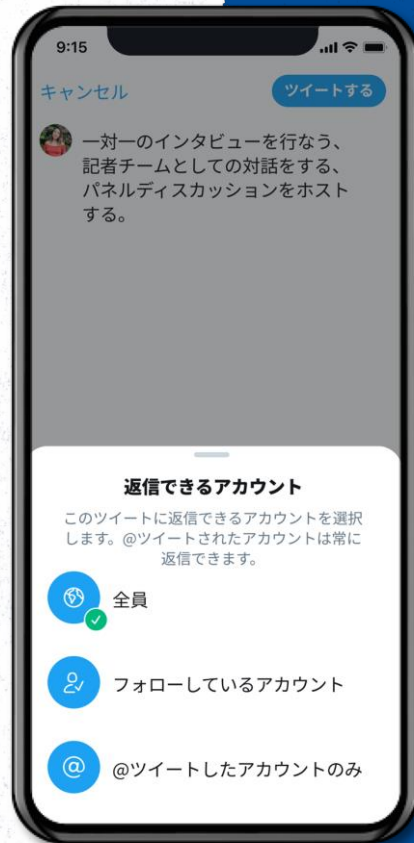 9:15
キャンセル
ツイートする
一対一のインタビューを行なう、
記者チームとしての対話をする、
パネルディスカッションをホスト
する。
返信できるアカウント
このツイートに返信できるアカウントを選択
します。@ツイートされたアカウントは常に
返信できます。
全員
フォローしているアカウント
@ツイートしたアカウントのみ